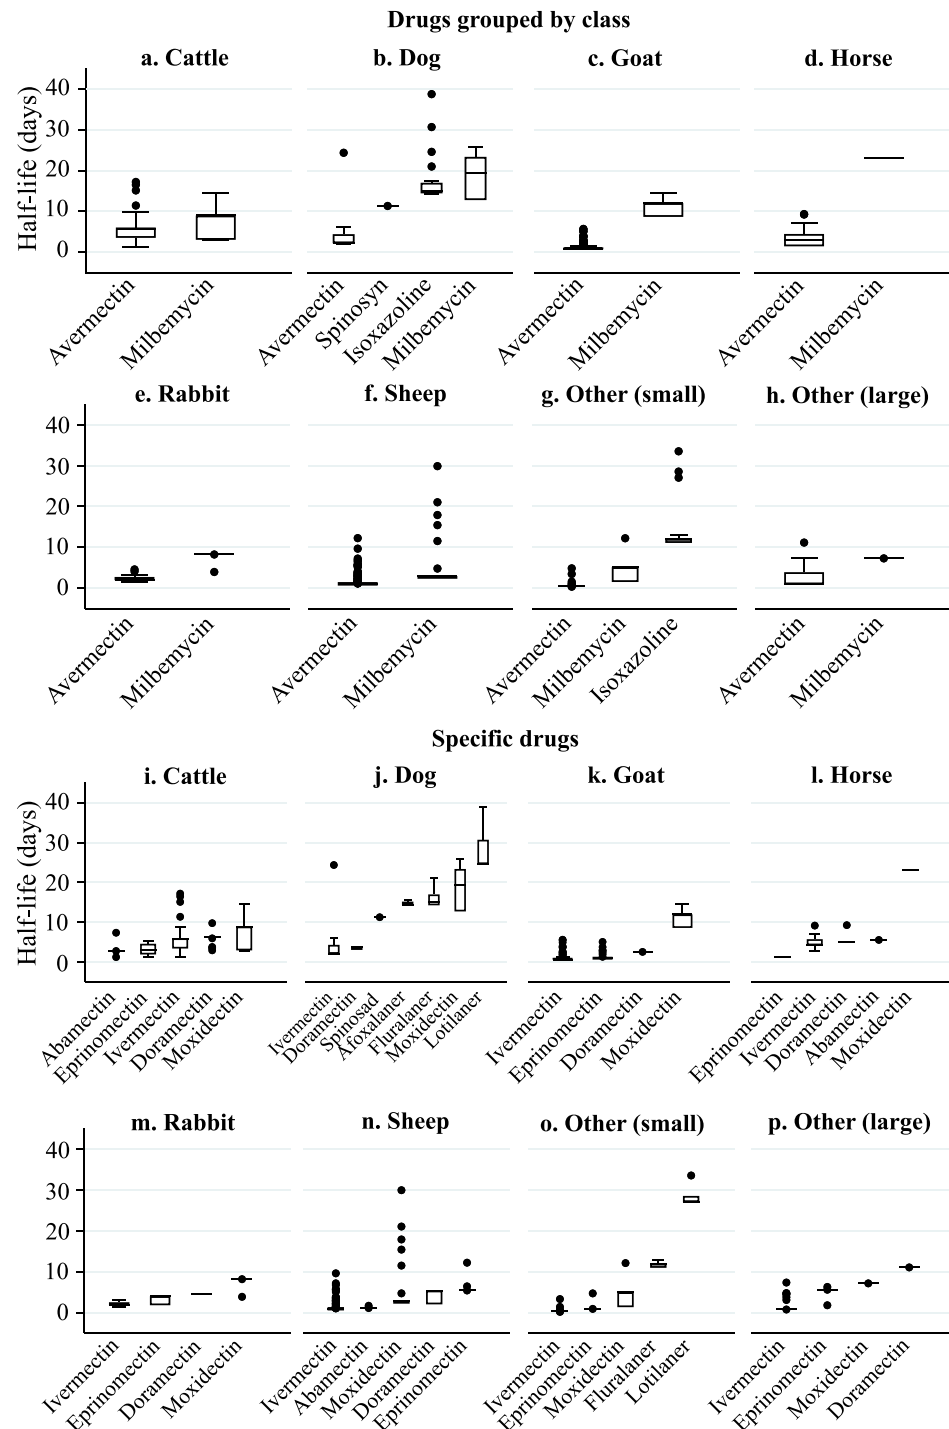 Drugs grouped by class
a. Cattle
b. Dog
c. Goat
d. Horse
Half-life (days)
40
30
20
10
0
Avermectin
Milbemycin
Avermectin
Spinosyn
Isoxazoline
Milbemycin
Avermectin
Milbemycin
Avermectin
Milbemycin
e. Rabbit
f. Sheep
g. Other (small)
h. Other (large)
40
30
20
10
0
Avermectin
Milbemycin
Avermectin
Milbemycin
Avermectin
Milbemycin
Isoxazoline
Avermectin
Milbemycin
Specific drugs
i. Cattle
j. Dog
k. Goat
l. Horse
Half-life (days)
40
30
20
10
0
Abamectin
Eprinomectin
Ivermectin
Doramectin
Moxidectin
Ivermectin
Doramectin
Spinosad
Afoxalaner
Fluralaner
Moxidectin
Lotilaner
Ivermectin
Eprinomectin
Doramectin
Moxidectin
Eprinomectin
Ivermectin
Doramectin
Abamectin
Moxidectin
m. Rabbit
n. Sheep
o. Other (small)
p. Other (large)
40
30
20
10
0
Ivermectin
Eprinomectin
Doramectin
Moxidectin
Ivermectin
Abamectin
Moxidectin
Doramectin
Eprinomectin
Ivermectin
Eprinomectin
Moxidectin
Fluralaner
Lotilaner
Ivermectin
Eprinomectin
Moxidectin
Doramectin